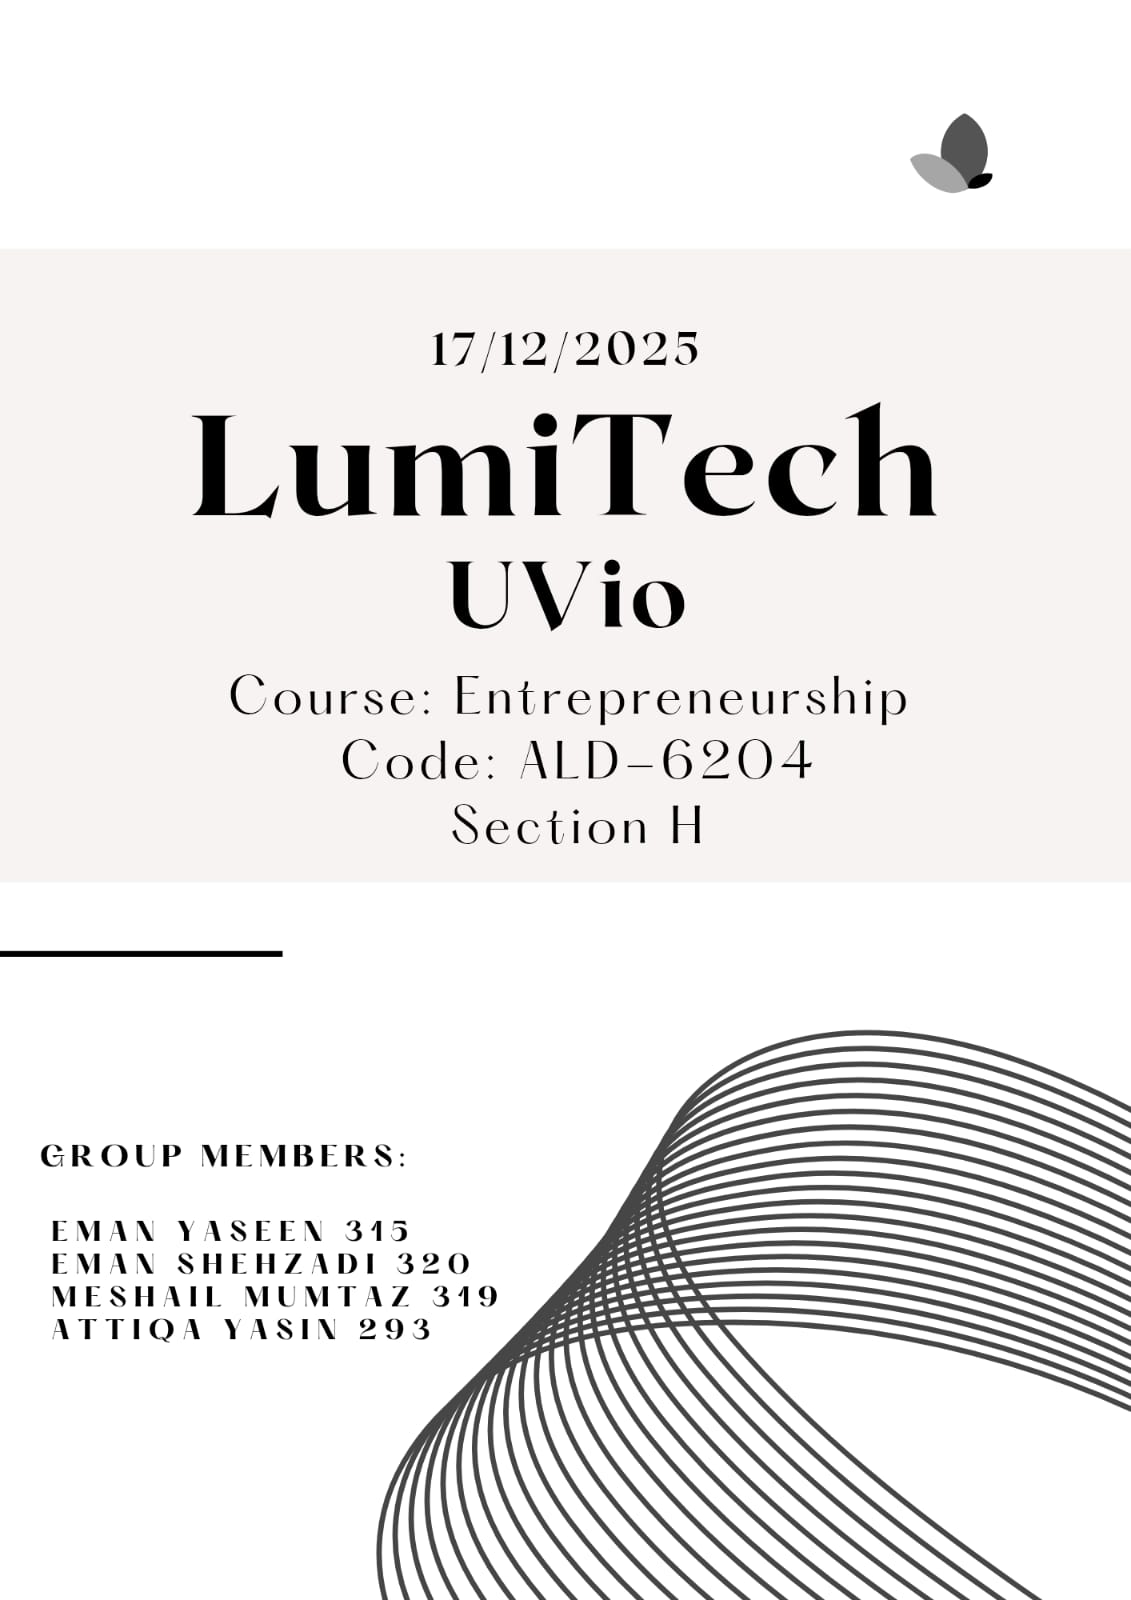 17/12/2025
LumiTech
UVio
Course: Entrepreneurship
Code: ALD-6204
Section H
GROUP MEMBERS:
EMAN YASEEN 315
EMAN SHEHZADI 320
MESHAIL MUMTAZ 319
ATTIQA YASIN 293